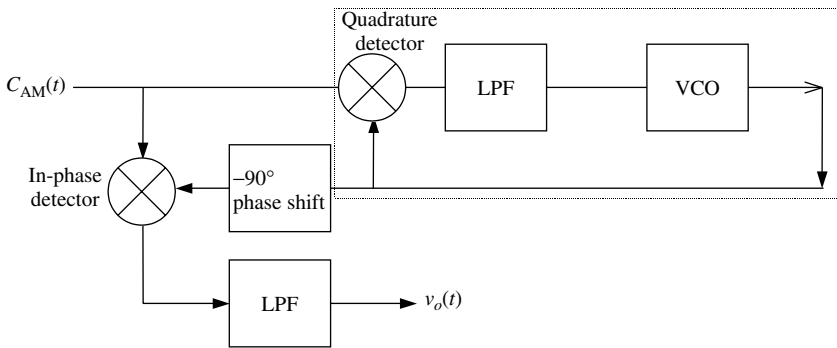 Quadrature
detector
C_AM(t)
LPF
VCO
In-phase
detector
−90°
phase shift
LPF
v_o(t)